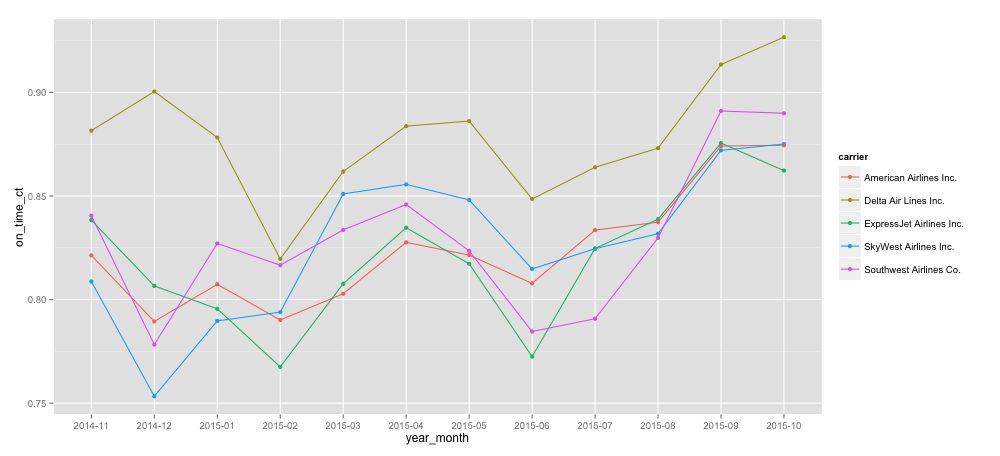 on_time_ct
0.90
0.85
0.80
0.75
2014-11 2014-12 2015-01 2015-02 2015-03 2015-04 2015-05 2015-06 2015-07 2015-08 2015-09 2015-10
year_month
carrier
American Airlines Inc.
Delta Air Lines Inc.
ExpressJet Airlines Inc.
SkyWest Airlines Inc.
Southwest Airlines Co.